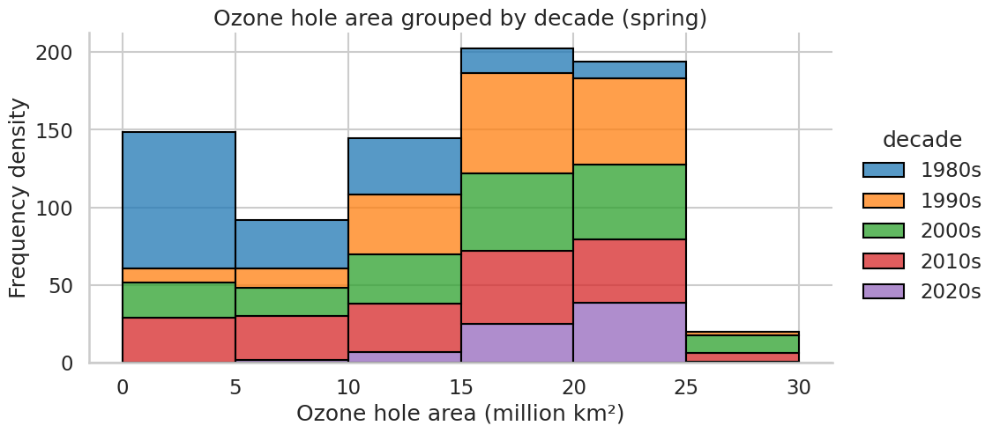 Ozone hole area grouped by decade (spring)
Frequency density
200
150
100
50
0
0 5 10 15 20 25 30
Ozone hole area (million km²)
decade
1980s
1990s
2000s
2010s
2020s